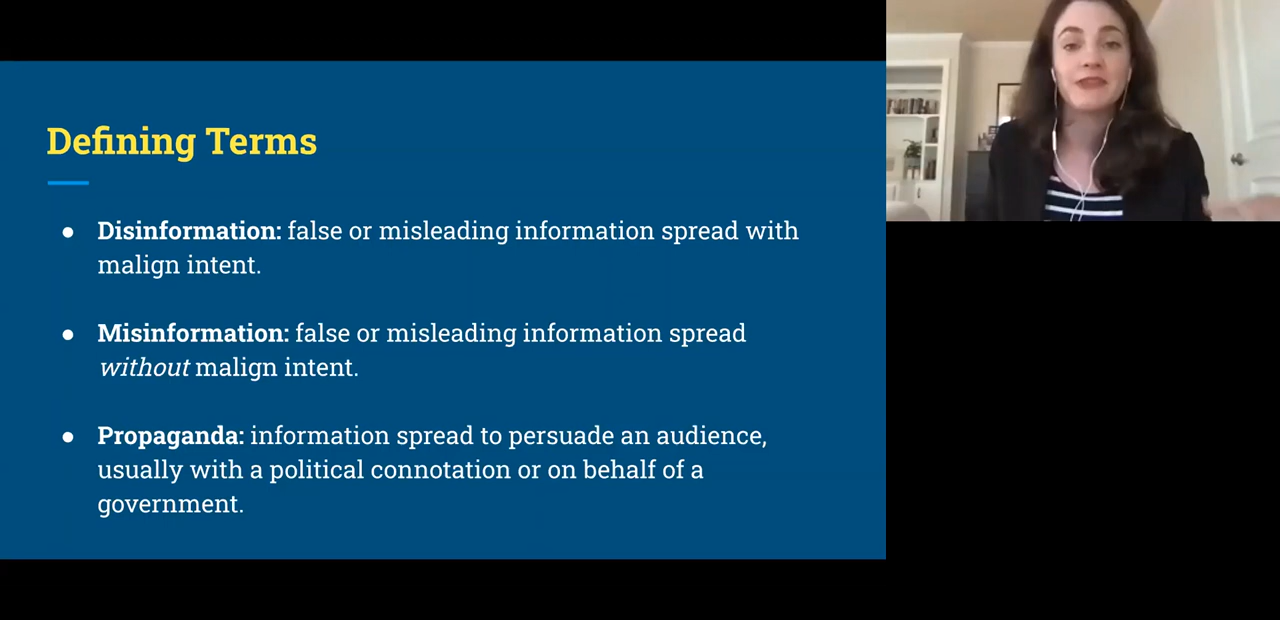 Defining Terms
● Disinformation: false or misleading information spread with
malign intent.
● Misinformation: false or misleading information spread
without malign intent.
● Propaganda: information spread to persuade an audience,
usually with a political connotation or on behalf of a
government.